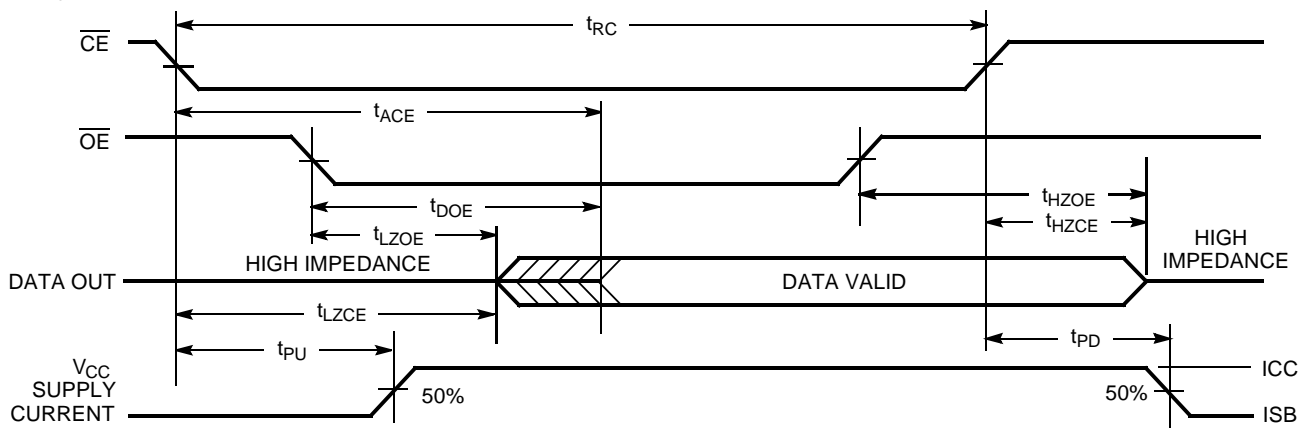 tRC
CE
tACE
OE
tDOE
tHZOE
tLZOE
tHZCE
HIGH IMPEDANCE
HIGH
IMPEDANCE
DATA OUT
DATA VALID
tLZCE
tPU
tPD
VCC
SUPPLY
CURRENT
50%
50%
ICC
ISB